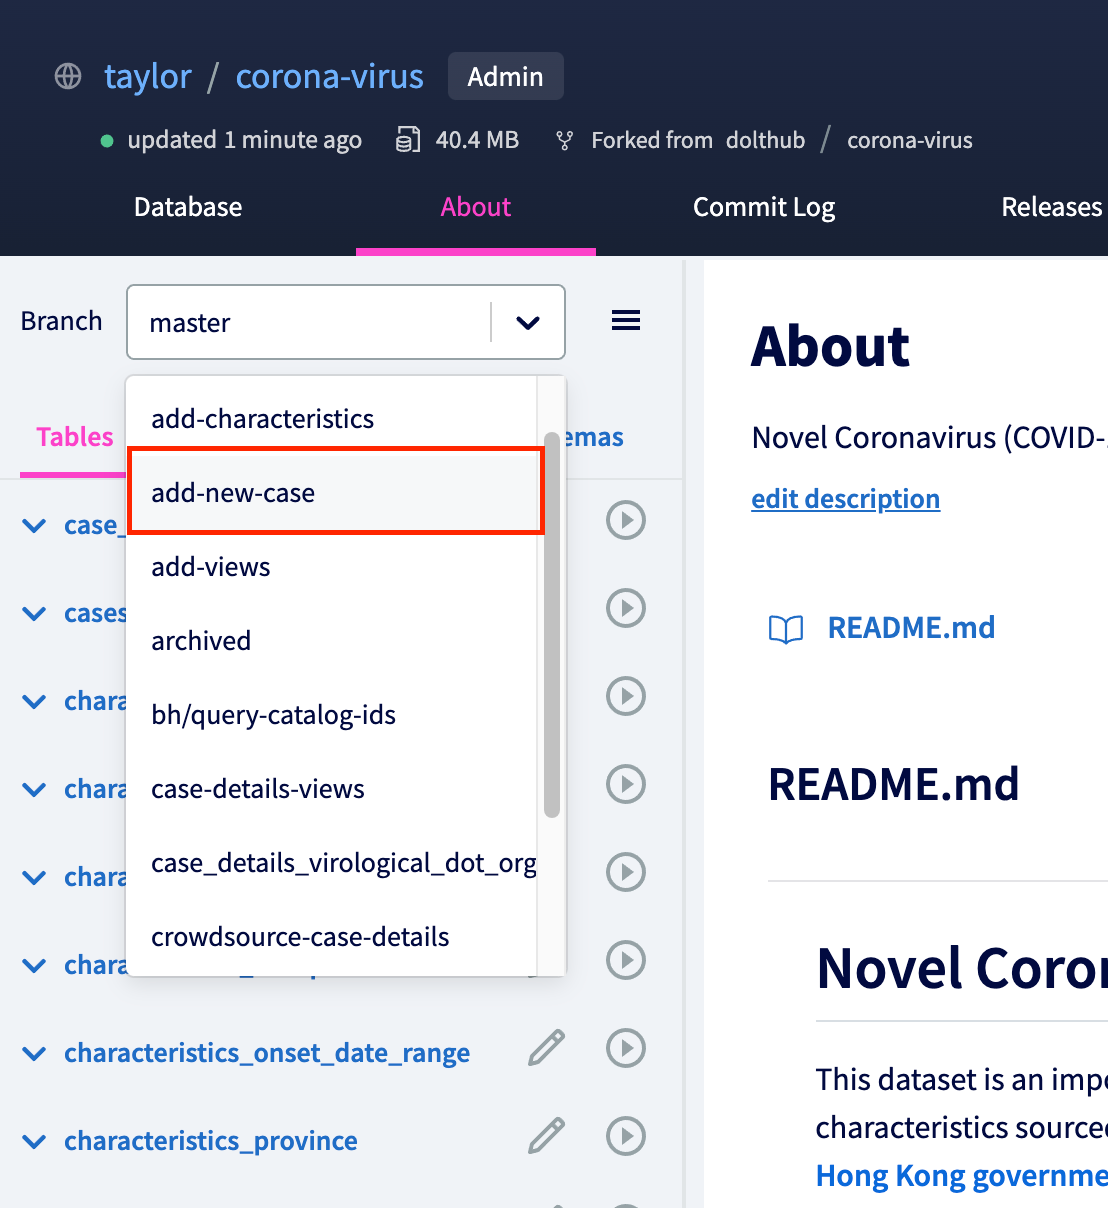 taylor / corona-virus Admin
updated 1 minute ago 40.4 MB Forked from dolthub / corona-virus
Database About Commit Log Releases
Branch master
add-characteristics
add-new-case
add-views
archived
bh/query-catalog-ids
case-details-views
case_details_virological_dot_org
crowdsource-case-details
Tables emas
case_
cases
chara
chara
chara
chara
characteristics_onset_date_range
characteristics_province
About
Novel Coronavirus (COVID-
edit description
README.md
README.md
Novel Coron
This dataset is an impo
characteristics source
Hong Kong governme